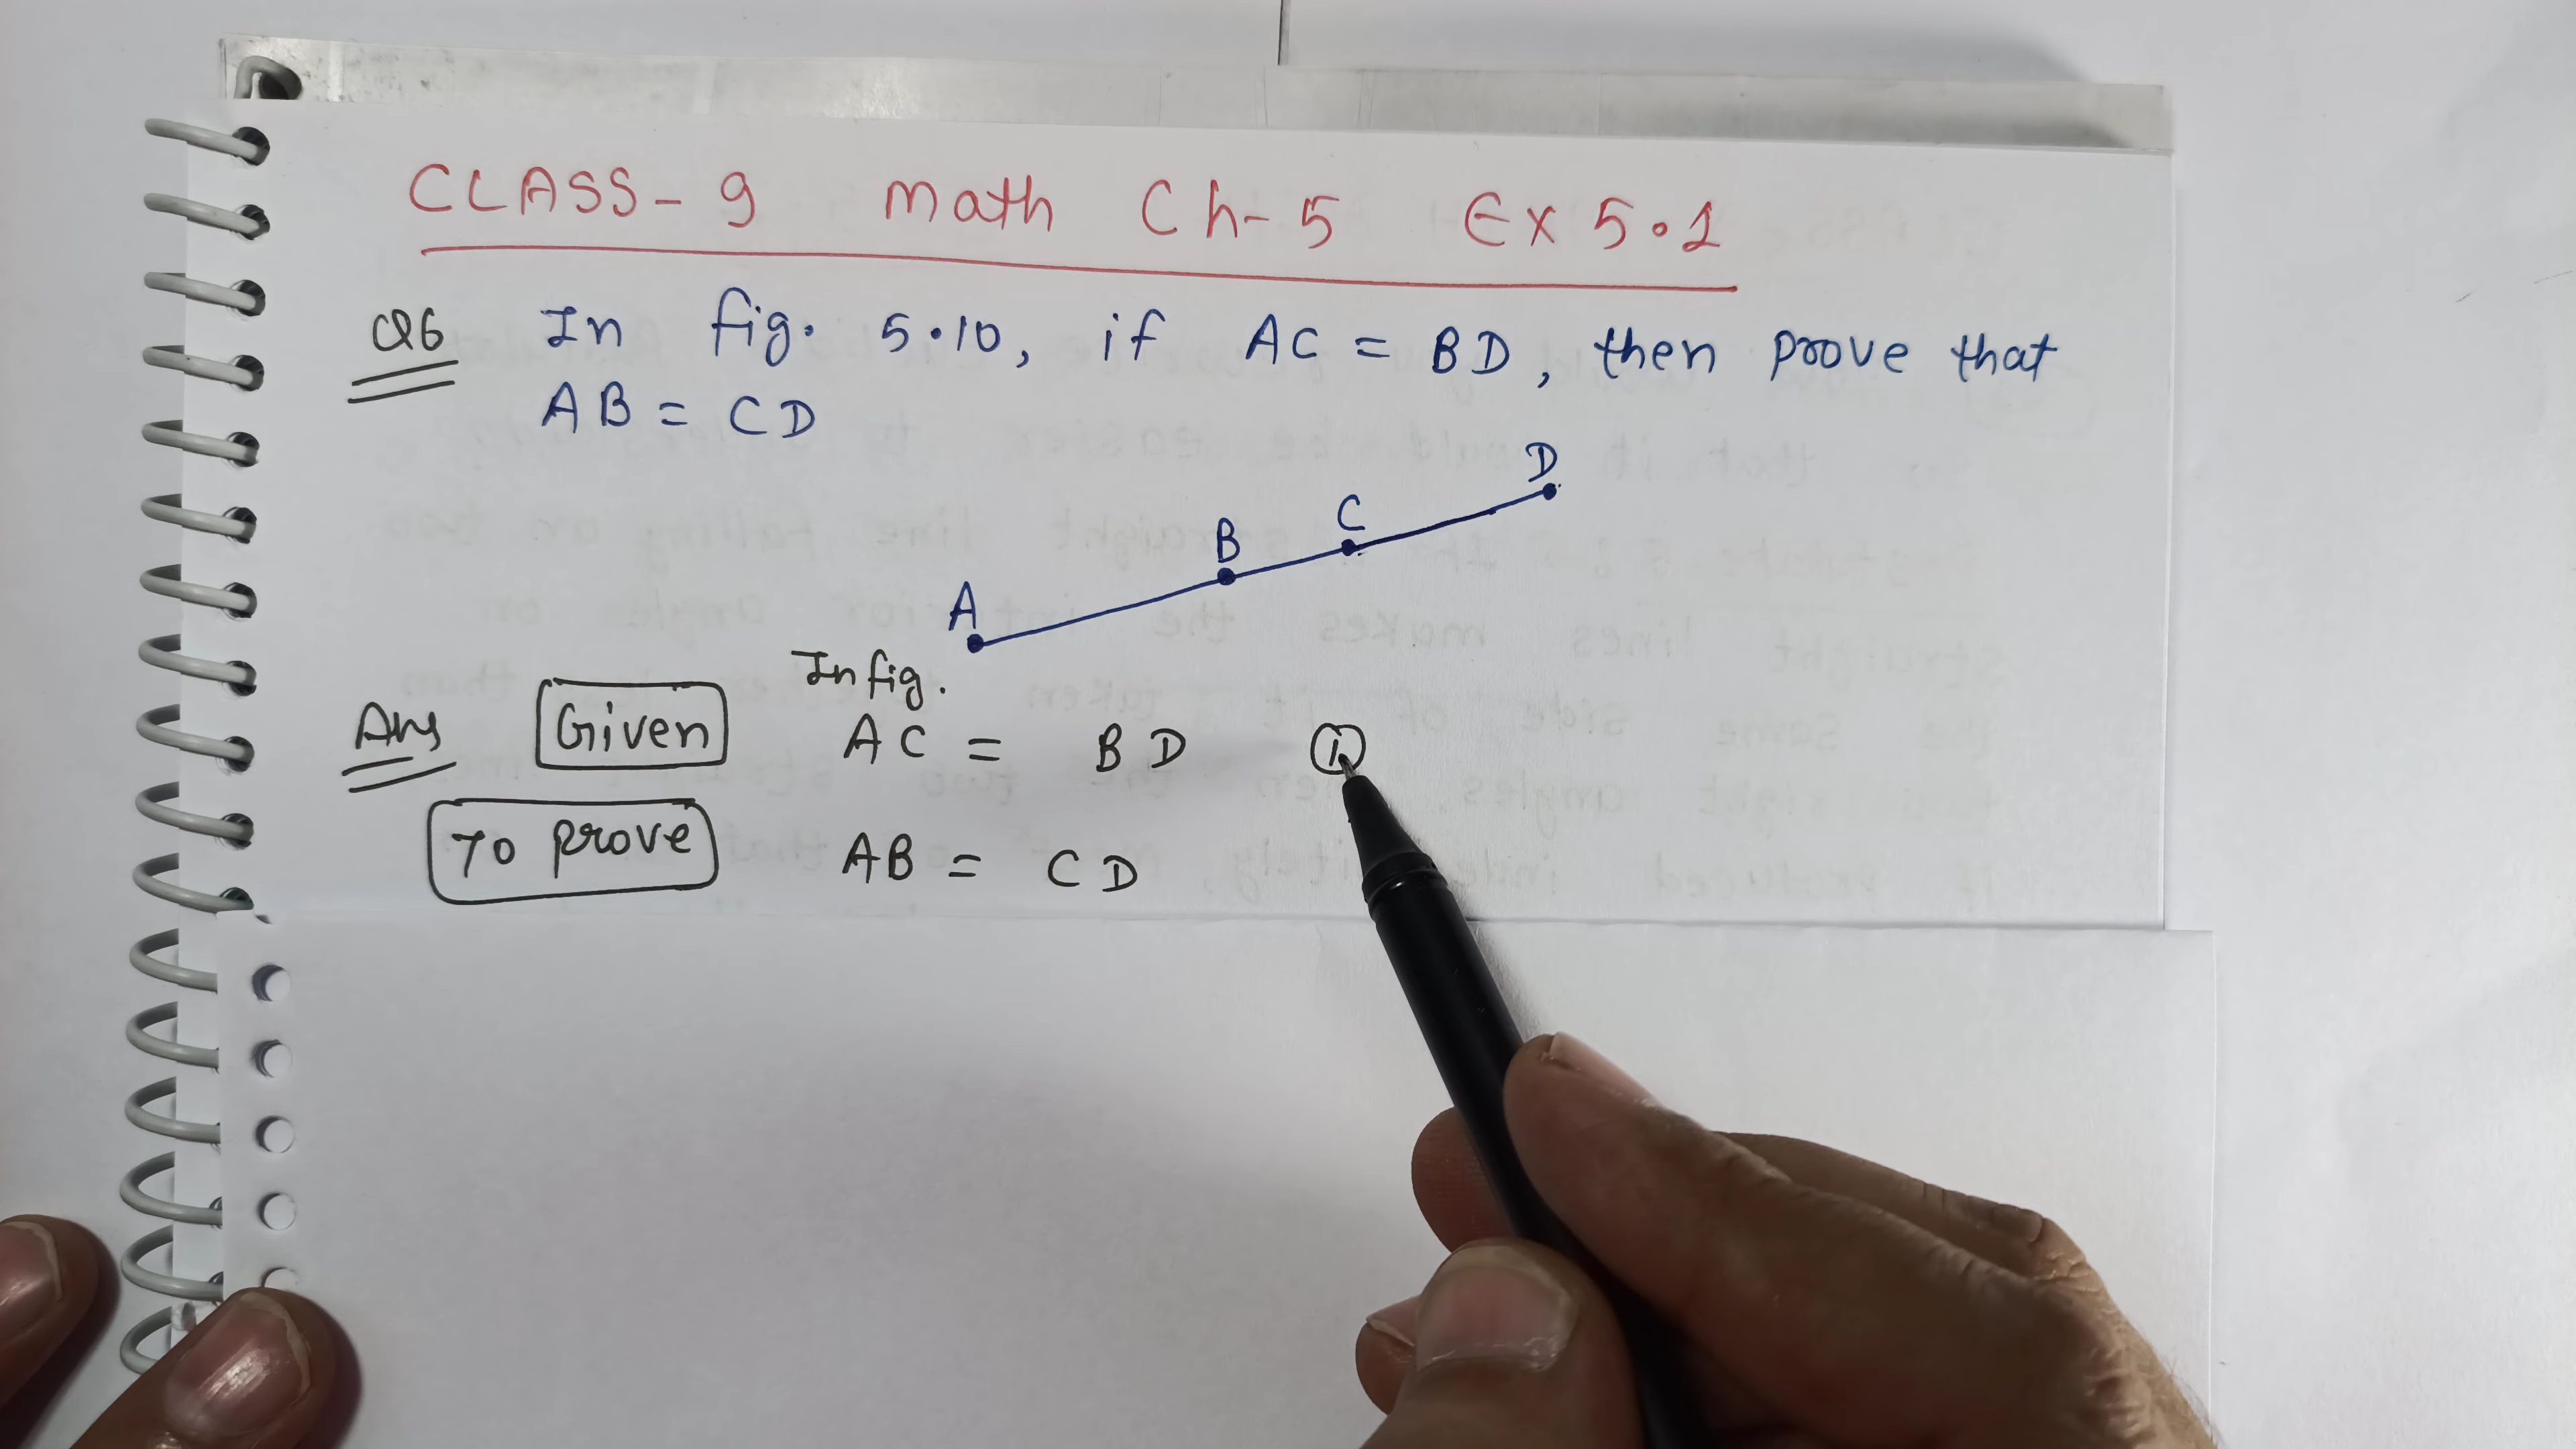 CLASS-9 Math Ch-5 Ex 5.1
Q6 In fig. 5.10, if AC = BD, then prove that
AB = CD
D
C
B
A
In fig.
Ans Given AC = BD ①
To prove AB = CD